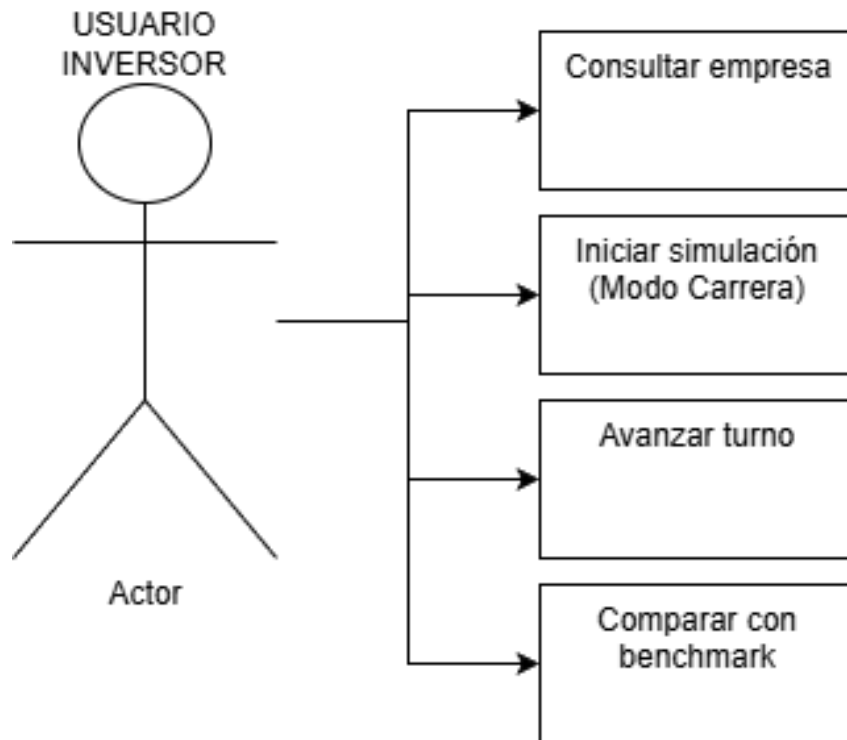 USUARIO
INVERSOR
Actor
Consultar empresa
Iniciar simulación
(Modo Carrera)
Avanzar turno
Comparar con
benchmark